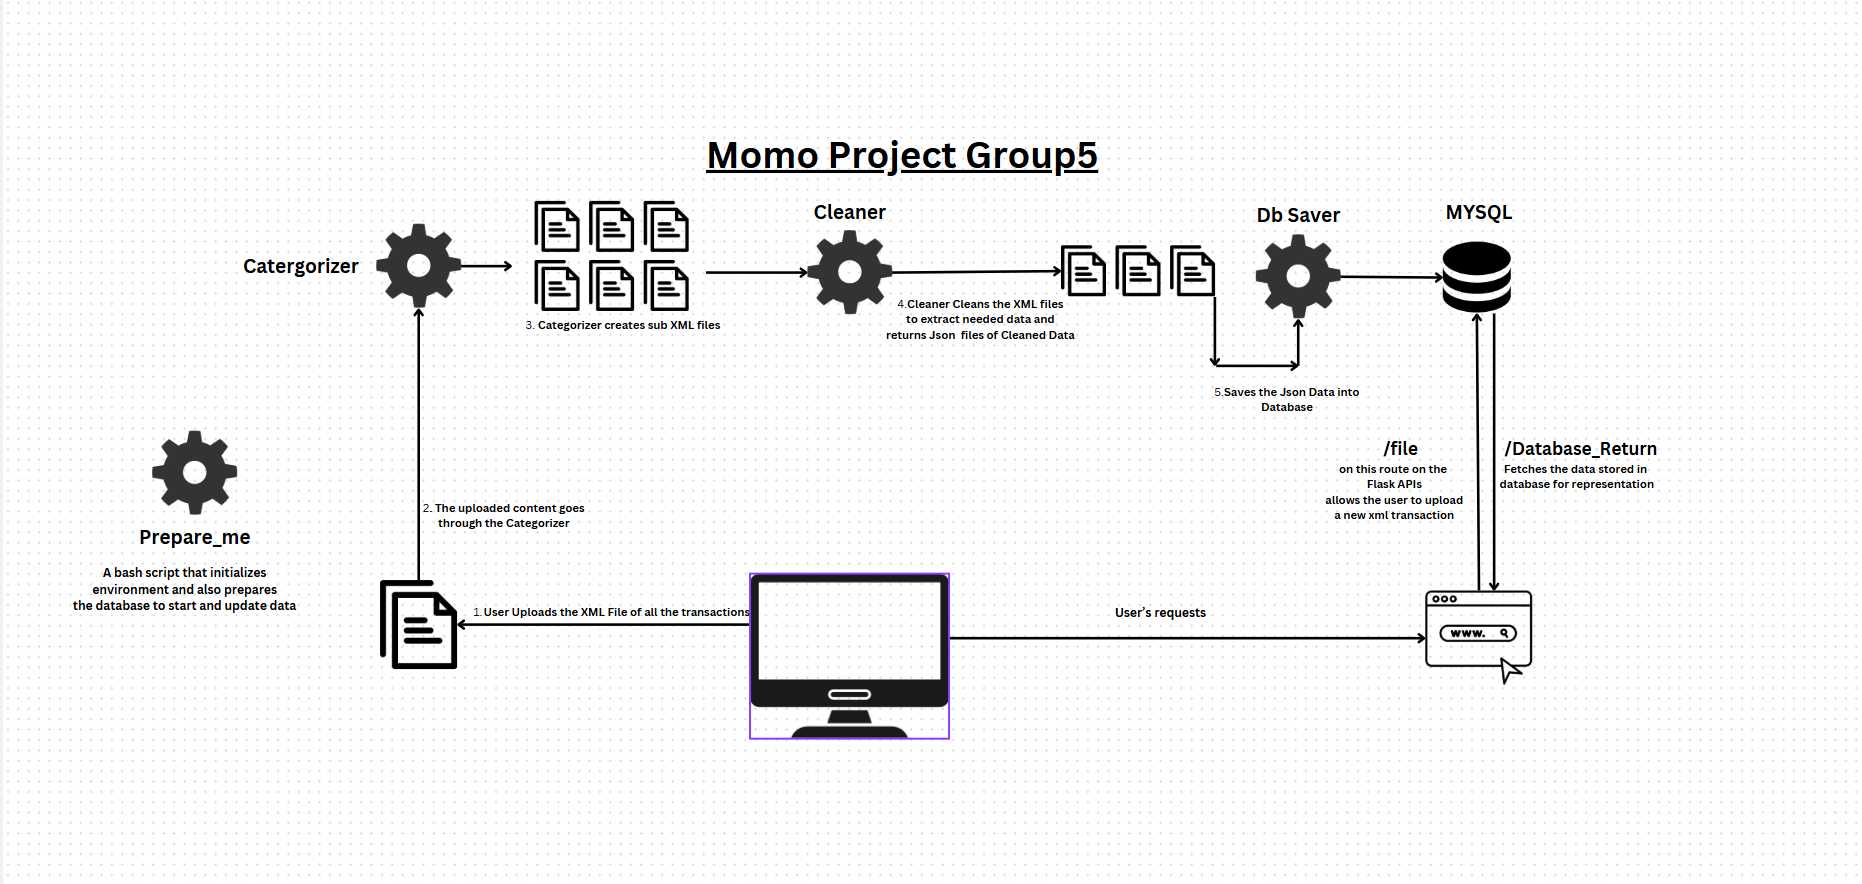 Momo Project Group5
Catergorizer
3. Categorizer creates sub XML files
Cleaner
4.Cleaner Cleans the XML files
to extract needed data and
returns Json files of Cleaned Data
Db Saver
MYSQL
5.Saves the Json Data into
Database
/file
on this route on the
Flask APIs
allows the user to upload
a new xml transaction
/Database_Return
Fetches the data stored in
database for representation
2. The uploaded content goes
through the Categorizer
Prepare_me
A bash script that initializes
environment and also prepares
the database to start and update data
1.User Uploads the XML File of all the transactions
User's requests
www.